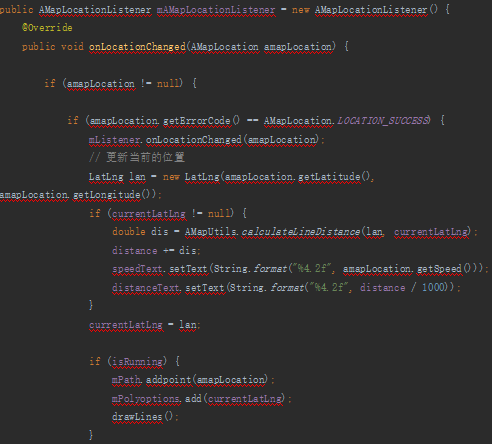 public AMapLocationListener mAMapLocationListener = new AMapLocationListener() {
@Override
public void onLocationChanged(AMapLocation amapLocation) {
if (amapLocation != null) {
if (amapLocation.getErrorCode() == AMapLocation.LOCATION_SUCCESS) {
mListener.onLocationChanged(amapLocation);
// 更新当前的位置
LatLng lan = new LatLng(amapLocation.getLatitude(),
amapLocation.getLongitude());
if (currentLatLng != null) {
double dis = AMapUtils.calculateLineDistance(lan, currentLatLng);
distance += dis;
speedText.setText(String.format("%4.2f", amapLocation.getSpeed()));
distanceText.setText(String.format("%4.2f", distance / 1000));
}
currentLatLng = lan;
if (isRunning) {
mPath.addpoint(amapLocation);
mPolyoptions.add(currentLatLng);
drawLines();
}